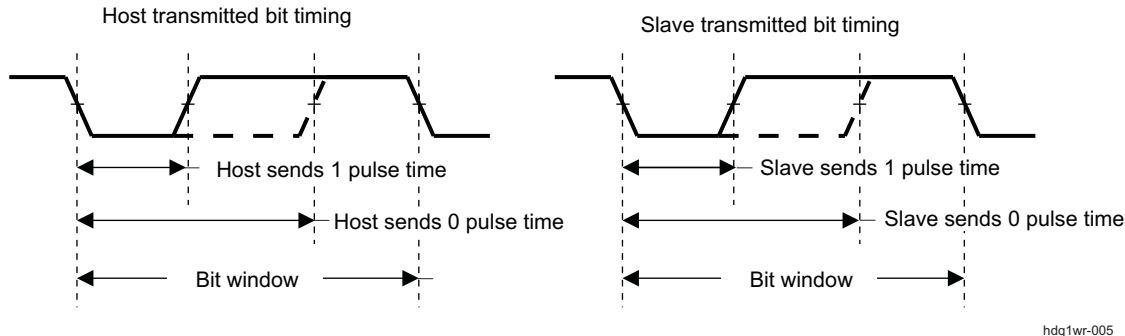 Host transmitted bit timing
Slave transmitted bit timing
Host sends 1 pulse time
Slave sends 1 pulse time
Host sends 0 pulse time
Slave sends 0 pulse time
Bit window
Bit window
hdq1wr-005